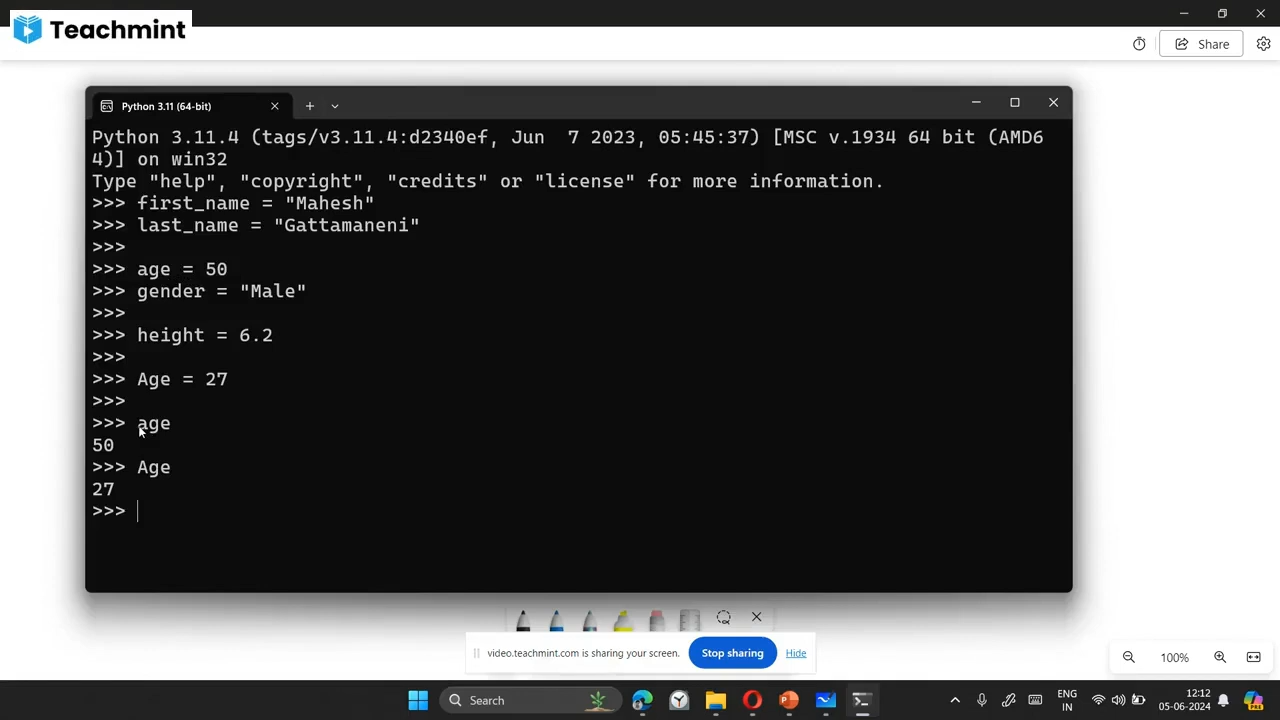 Teachmint
Share
Python 3.11 (64-bit)
Python 3.11.4 (tags/v3.11.4:d2340ef, Jun  7 2023, 05:45:37) [MSC v.1934 64 bit (AMD6
4)] on win32
Type "help", "copyright", "credits" or "license" for more information.
>>> first_name = "Mahesh"
>>> last_name = "Gattamaneni"
>>>
>>> age = 50
>>> gender = "Male"
>>>
>>> height = 6.2
>>>
>>> Age = 27
>>>
>>> age
50
>>> Age
27
>>>
video.teachmint.com is sharing your screen. Stop sharing Hide
100%
Search
ENG
IN
12:12
05-06-2024